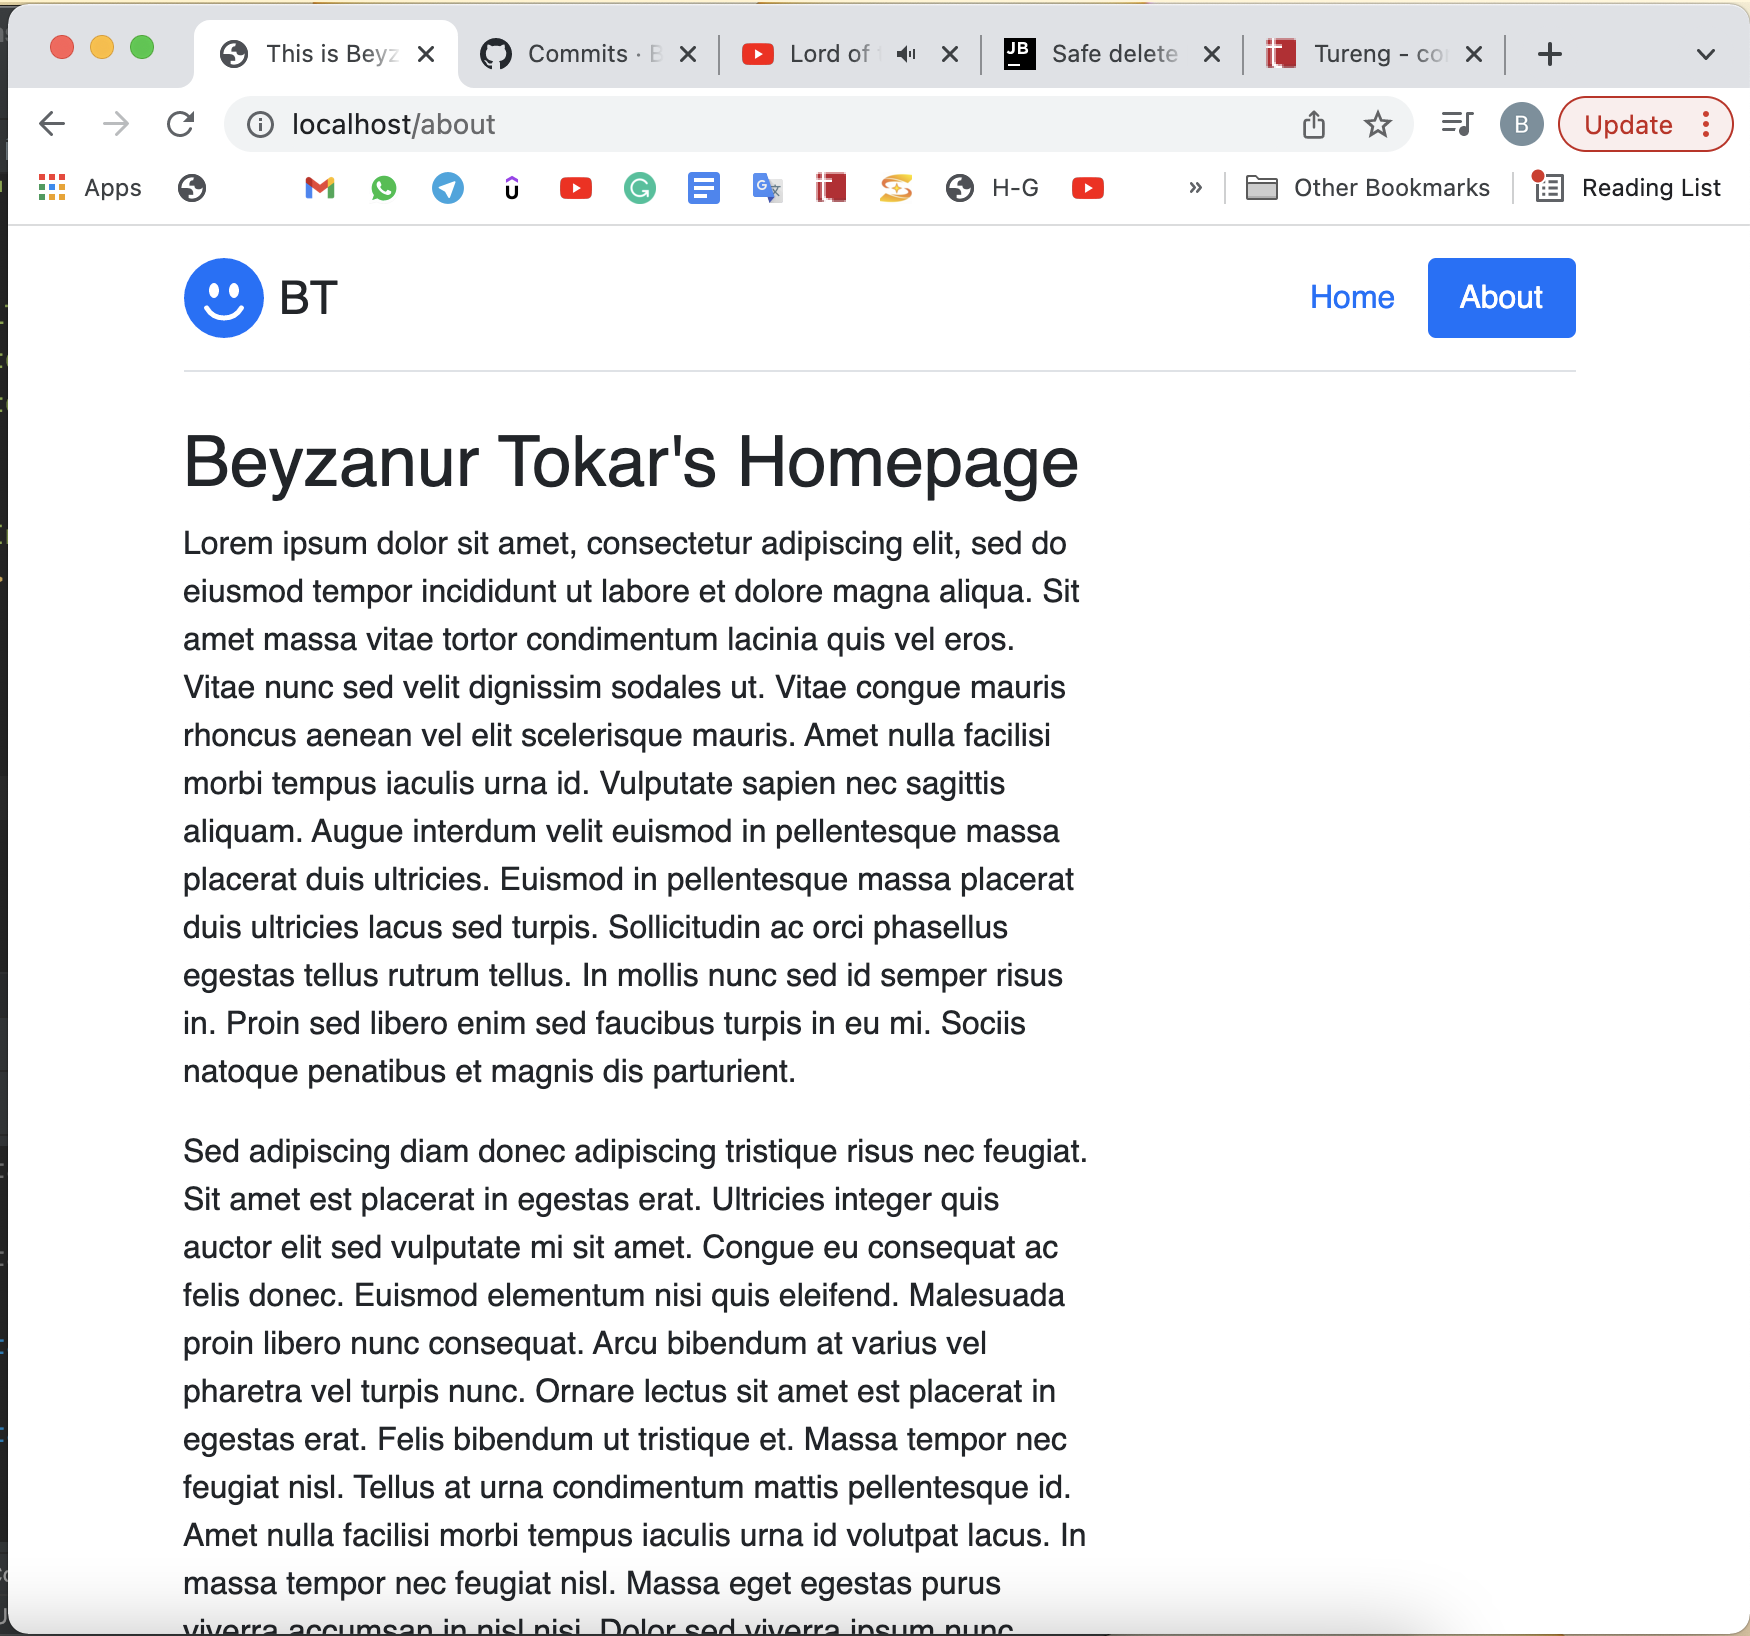 This is Bey
Commits · B
Lord of
JB
Safe delete
Tureng - co
localhost/about
B
Update
Apps
H-G
»
Other Bookmarks
Reading List
BT
Home
About
Beyzanur Tokar's Homepage
Lorem ipsum dolor sit amet, consectetur adipiscing elit, sed do
eiusmod tempor incididunt ut labore et dolore magna aliqua. Sit
amet massa vitae tortor condimentum lacinia quis vel eros.
Vitae nunc sed velit dignissim sodales ut. Vitae congue mauris
rhoncus aenean vel elit scelerisque mauris. Amet nulla facilisi
morbi tempus iaculis urna id. Vulputate sapien nec sagittis
aliquam. Augue interdum velit euismod in pellentesque massa
placerat duis ultricies. Euismod in pellentesque massa placerat
duis ultricies lacus sed turpis. Sollicitudin ac orci phasellus
egestas tellus rutrum tellus. In mollis nunc sed id semper risus
in. Proin sed libero enim sed faucibus turpis in eu mi. Sociis
natoque penatibus et magnis dis parturient.
Sed adipiscing diam donec adipiscing tristique risus nec feugiat.
Sit amet est placerat in egestas erat. Ultricies integer quis
auctor elit sed vulputate mi sit amet. Congue eu consequat ac
felis donec. Euismod elementum nisi quis eleifend. Malesuada
proin libero nunc consequat. Arcu bibendum at varius vel
pharetra vel turpis nunc. Ornare lectus sit amet est placerat in
egestas erat. Felis bibendum ut tristique et. Massa tempor nec
feugiat nisl. Tellus at urna condimentum mattis pellentesque id.
Amet nulla facilisi morbi tempus iaculis urna id volutpat lacus. In
massa tempor nec feugiat nisl. Massa eget egestas purus
viverra accumsan in nisl nisi. Dolor sed viverra ipsum nunc